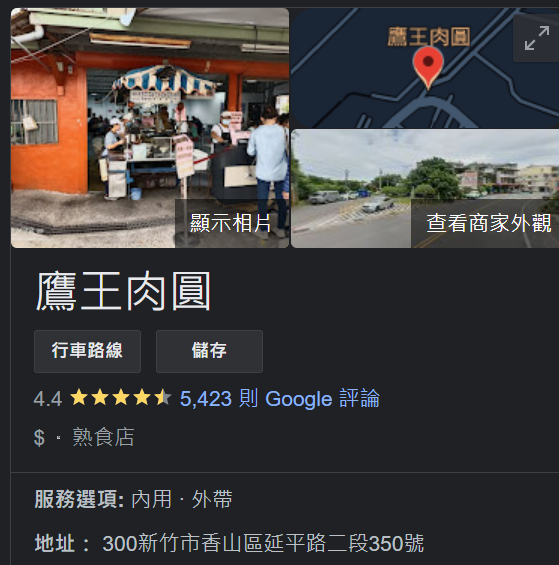 鷹王肉圓
顯示相片
查看商家外觀
鷹王肉圓
行車路線
儲存
4.4 5,423 則 Google 評論
$ · 熟食店
服務選項: 內用 · 外帶
地址： 300新竹市香山區延平路二段350號